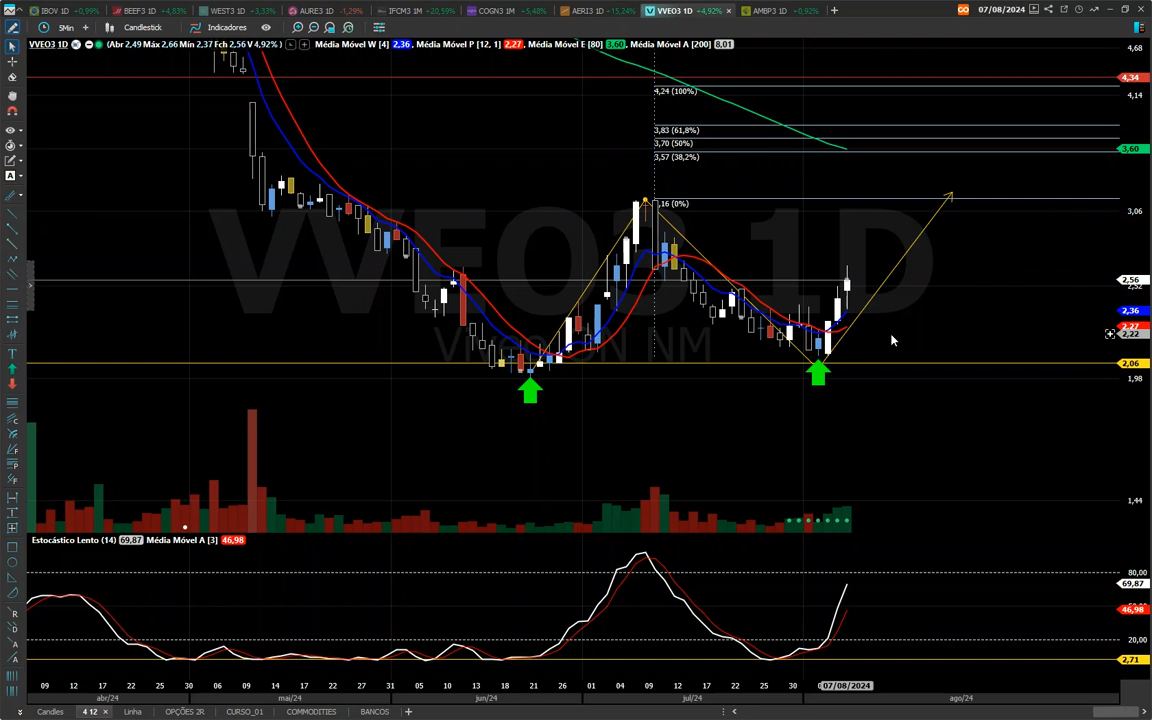 IBOV 1D +0,99% BEEF3 1D +3,83% WEST3 1D +3,33% AURE3 1D -1,29% IFCM3 1M +20,59% COGN3 1M +5,48% AERI3 1D +15,24% VVEO3 1D +4,92% AMBP3 1D +0,92% 07/08/2024
5Min Candlestick Indicadores
VVEO3 1D (Abr 2,49 Máx 2,66 Mín 2,37 Fch 2,56 V 4,92%) Média Móvel W [4] 2,36, Média Móvel P [12, 1] 2,27, Média Móvel E [80] 3,60, Média Móvel A [200] 8,01
4,68
4,34
4,24 (100%)
4,14
3,83 (61,8%)
3,70 (50%)
3,60
3,57 (38,2%)
,16 (0%)
3,06
VVEO3 1D
2,56
2,52
2,36
2,27
2,22
2,06
1,98
1,44
Estocástico Lento (14) 69,87 Média Móvel A [3] 46,98
80,00
69,87
46,98
20,00
2,71
09 12 17 22 25 30 06 09 14 17 22 27 31 05 10 13 18 21 26 01 04 09 12 17 22 25 30 07/08/2024
abr/24 mai/24 jun/24 jul/24 ago/24
Candles 4 12 Linha OPÇÕES 2R CURSO_01 COMMODITIES BANCOS